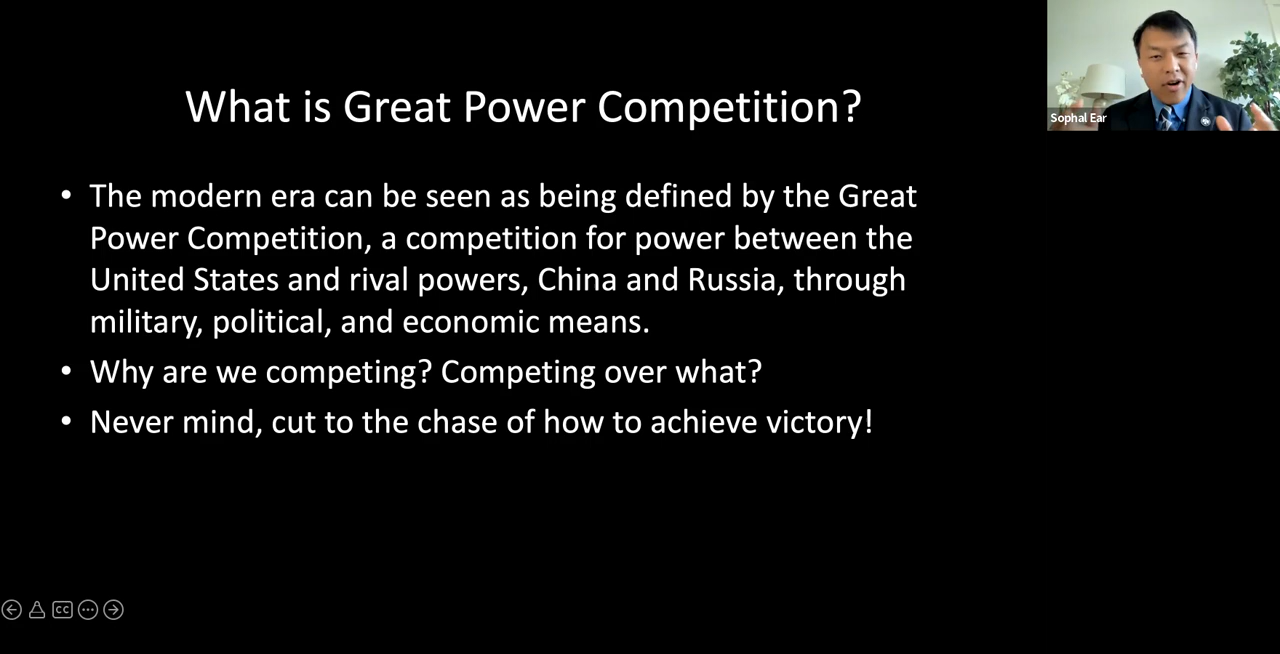 What is Great Power Competition?
Sophal Ear
• The modern era can be seen as being defined by the Great
Power Competition, a competition for power between the
United States and rival powers, China and Russia, through
military, political, and economic means.
• Why are we competing? Competing over what?
• Never mind, cut to the chase of how to achieve victory!
CC